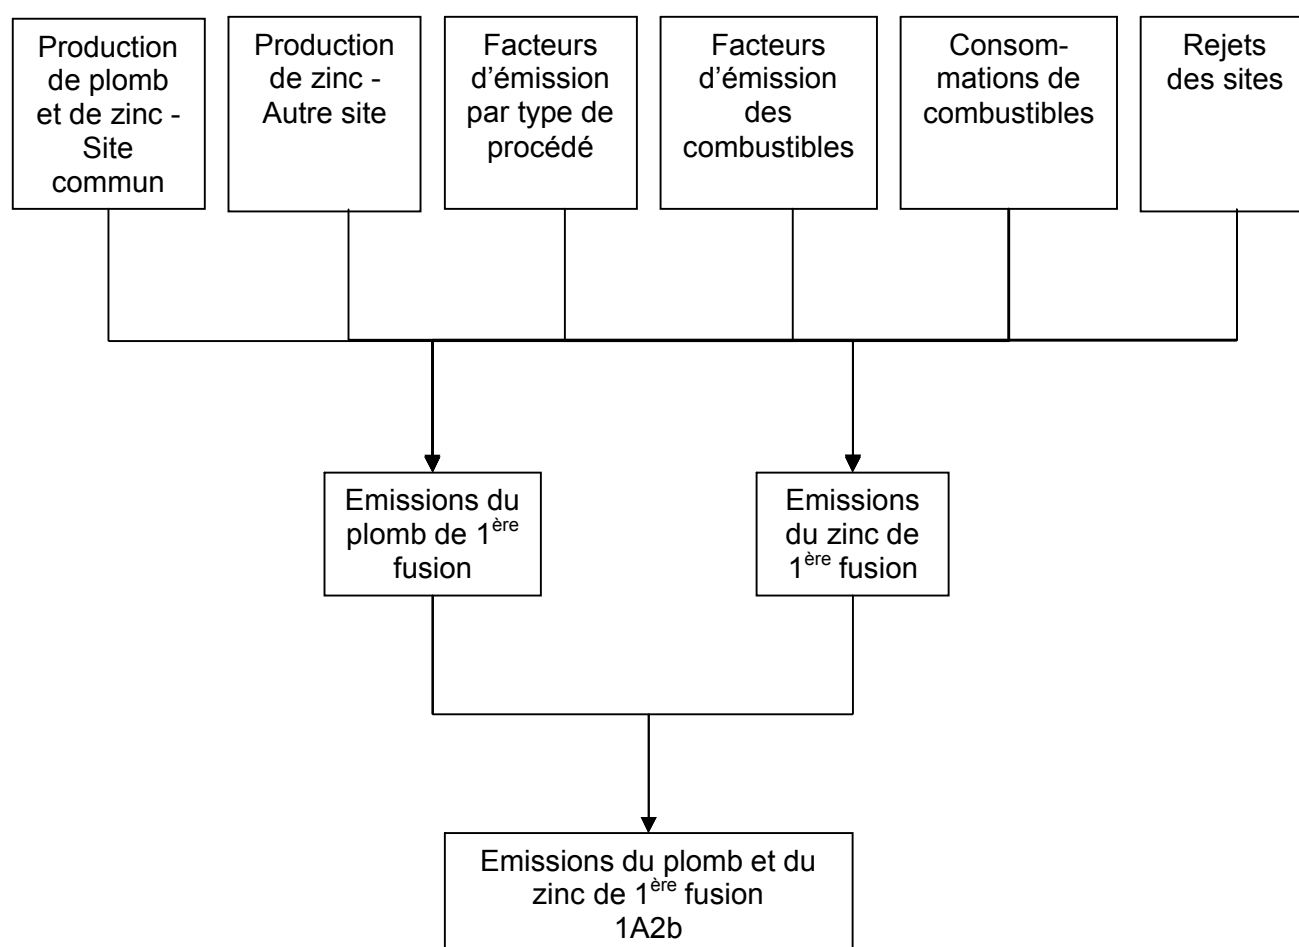 Production
de plomb
et de zinc -
Site
commun
Production
de zinc -
Autre site
Facteurs
d’émission
par type de
procédé
Facteurs
d’émission
des
combustibles
Consom-
mations de
combustibles
Rejets
des sites
Emissions du
plomb de 1ère
fusion
Emissions
du zinc de
1ère fusion
Emissions du plomb et du
zinc de 1ère fusion
1A2b